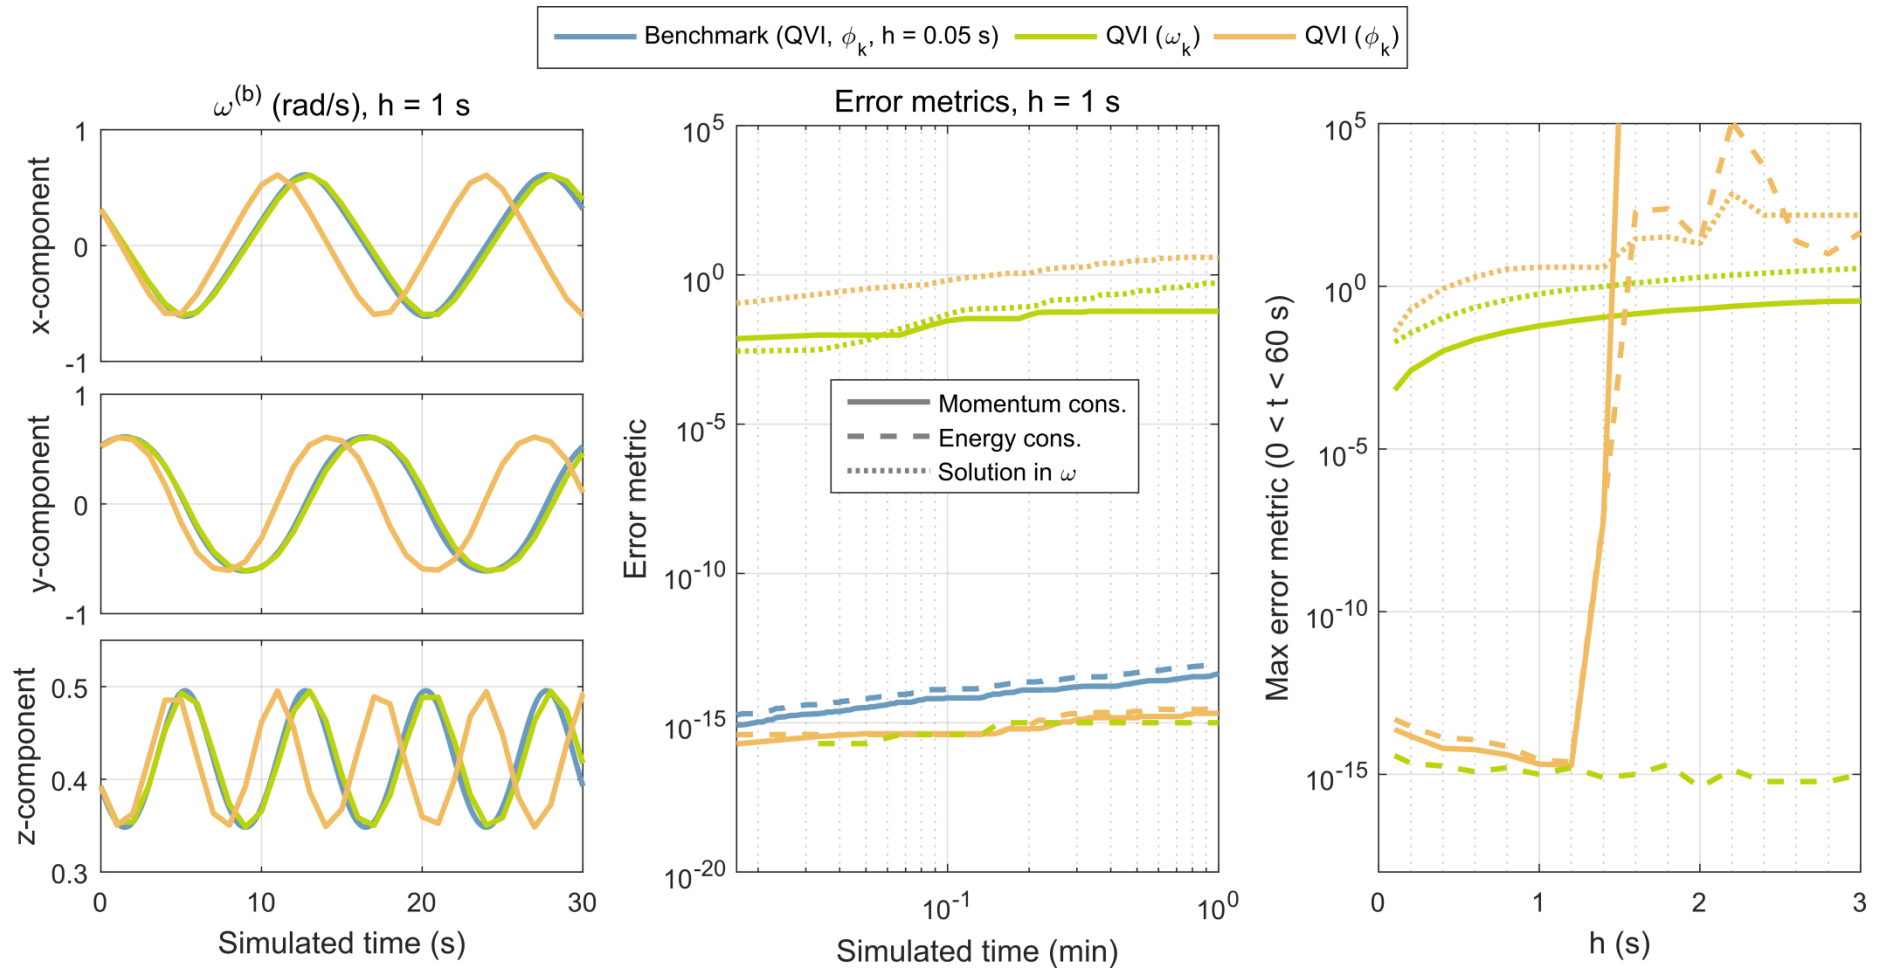 Benchmark (QVI, ϕk, h = 0.05 s) QVI (ωk) QVI (ϕk)
ω(b) (rad/s), h = 1 s
x-component
1
0
-1
y-component
1
0
-1
z-component
0.5
0.4
0.3
0 10 20 30
Simulated time (s)
Error metrics, h = 1 s
Error metric
10^5
10^0
10^-5
10^-10
10^-15
10^-20
Momentum cons.
Energy cons.
Solution in ω
10^-1 10^0
Simulated time (min)
Max error metric (0 < t < 60 s)
10^5
10^0
10^-5
10^-10
10^-15
0 1 2 3
h (s)